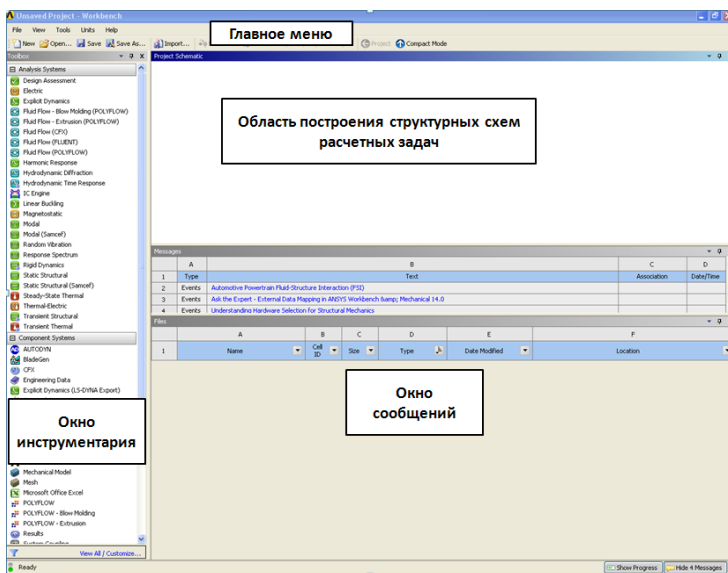 Unsaved Project - Workbench
File View Tools Units Help
New Open... Save Save As... Import... Project Compact Mode
Главное меню
Toolbox
Project Schematic
Analysis Systems
Design Assessment
Electric
Explicit Dynamics
Fluid Flow - Blow Molding (POLYFLOW)
Fluid Flow - Extrusion (POLYFLOW)
Fluid Flow (CFX)
Fluid Flow (FLUENT)
Fluid Flow (POLYFLOW)
Harmonic Response
Hydrodynamic Diffraction
Hydrodynamic Time Response
IC Engine
Linear Buckling
Magnetostatic
Modal
Modal (Samcef)
Random Vibration
Response Spectrum
Rigid Dynamics
Static Structural
Static Structural (Samcef)
Steady-State Thermal
Thermal-Electric
Transient Structural
Transient Thermal
Component Systems
AUTODYN
BladeGen
CFX
Engineering Data
Explicit Dynamics (LS-DYNA Export)
Окно
инструментария
Mechanical Model
Mesh
Microsoft Office Excel
POLYFLOW
POLYFLOW - Blow Molding
POLYFLOW - Extrusion
Results
System Coupling
View All / Customize...
Область построения структурных схем
расчетных задач
Messages
A B C D
1 Type Text Association Date/Time
2 Events Automotive Powertrain Fluid-Structure Interaction (FSI)
3 Events Ask the Expert - External Data Mapping in ANSYS Workbench &amp; Mechanical 14.0
4 Events Understanding Hardware Selection for Structural Mechanics
Files
A B C D E F
1 Name Cell ID Size Type Date Modified Location
Окно
сообщений
Ready
Show Progress Hide 4 Messages